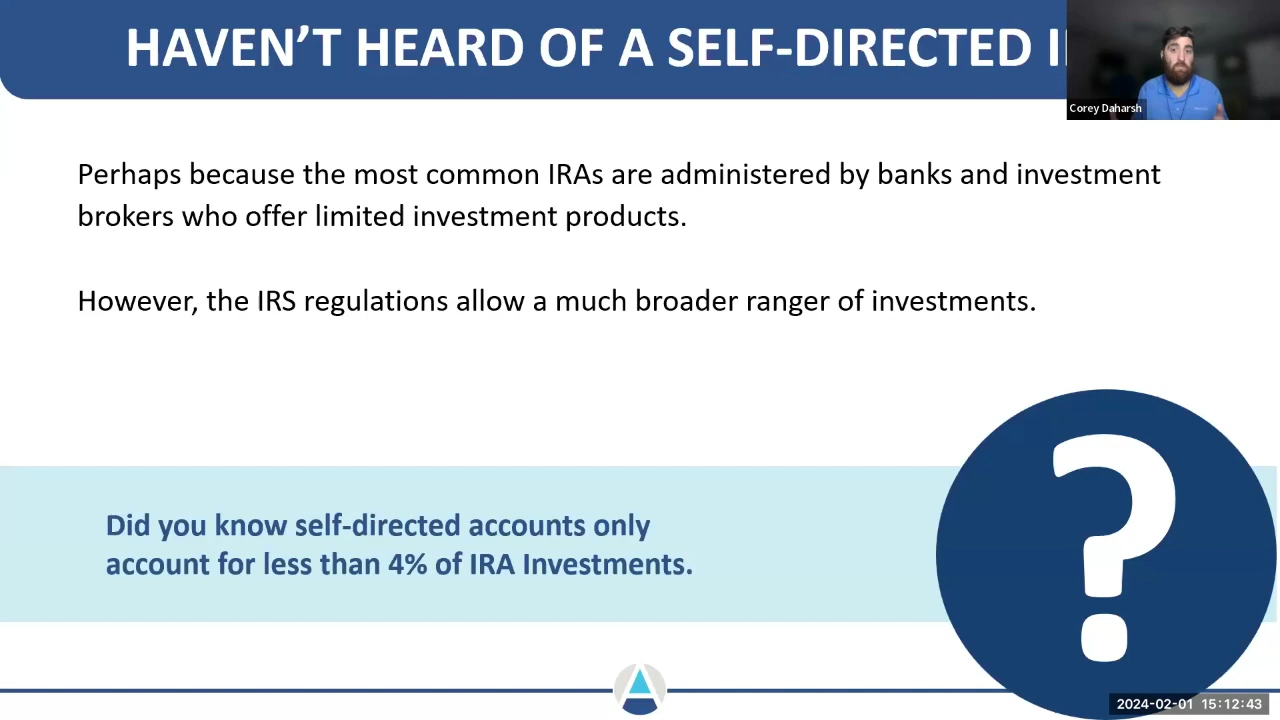 HAVEN’T HEARD OF A SELF-DIRECTED
Corey Daharsh
Perhaps because the most common IRAs are administered by banks and investment
brokers who offer limited investment products.
However, the IRS regulations allow a much broader ranger of investments.
Did you know self-directed accounts only
account for less than 4% of IRA Investments.
?
2024-02-01 15:12:43